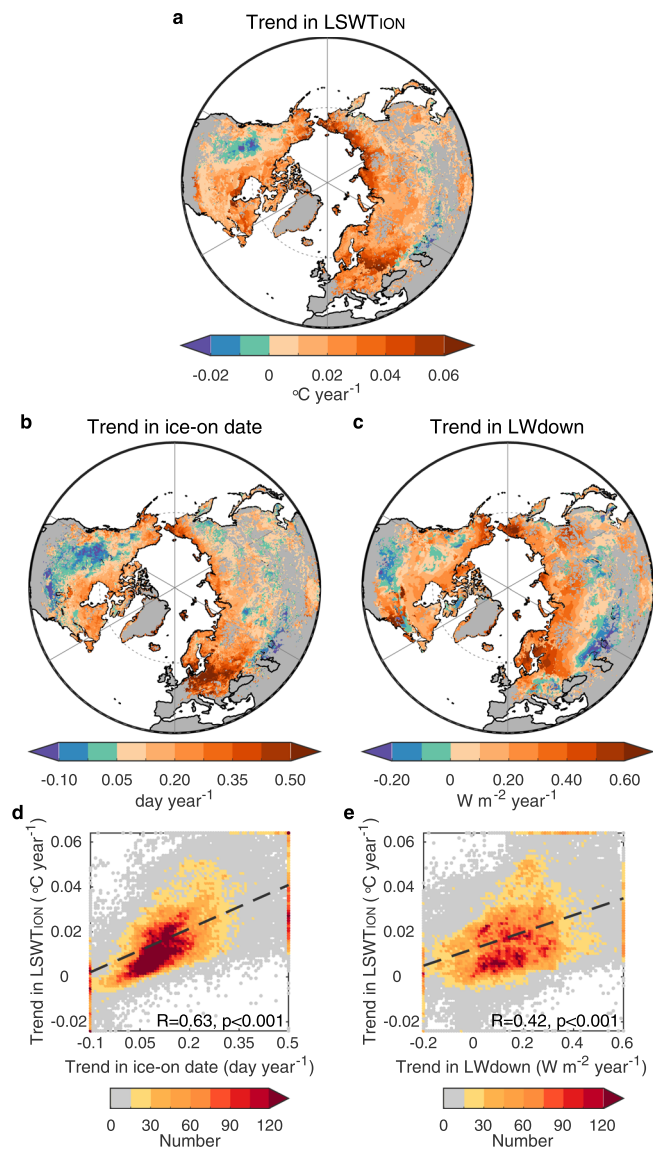 a
Trend in LSWTION
-0.02 0 0.02 0.04 0.06
oC year-1
b Trend in ice-on date
c Trend in LWdown
-0.10 0.05 0.20 0.35 0.50
day year-1
-0.20 0 0.20 0.40 0.60
W m-2 year-1
d
Trend in LSWTION ( oC year-1)
0.06
0.04
0.02
0
-0.02
R=0.63, p<0.001
-0.1 0.05 0.2 0.35 0.5
Trend in ice-on date (day year-1)
0 30 60 90 120
Number
e
Trend in LSWTION ( oC year-1)
0.06
0.04
0.02
0
-0.02
R=0.42, p<0.001
-0.2 0 0.2 0.4 0.6
Trend in LWdown (W m-2 year-1)
0 30 60 90 120
Number